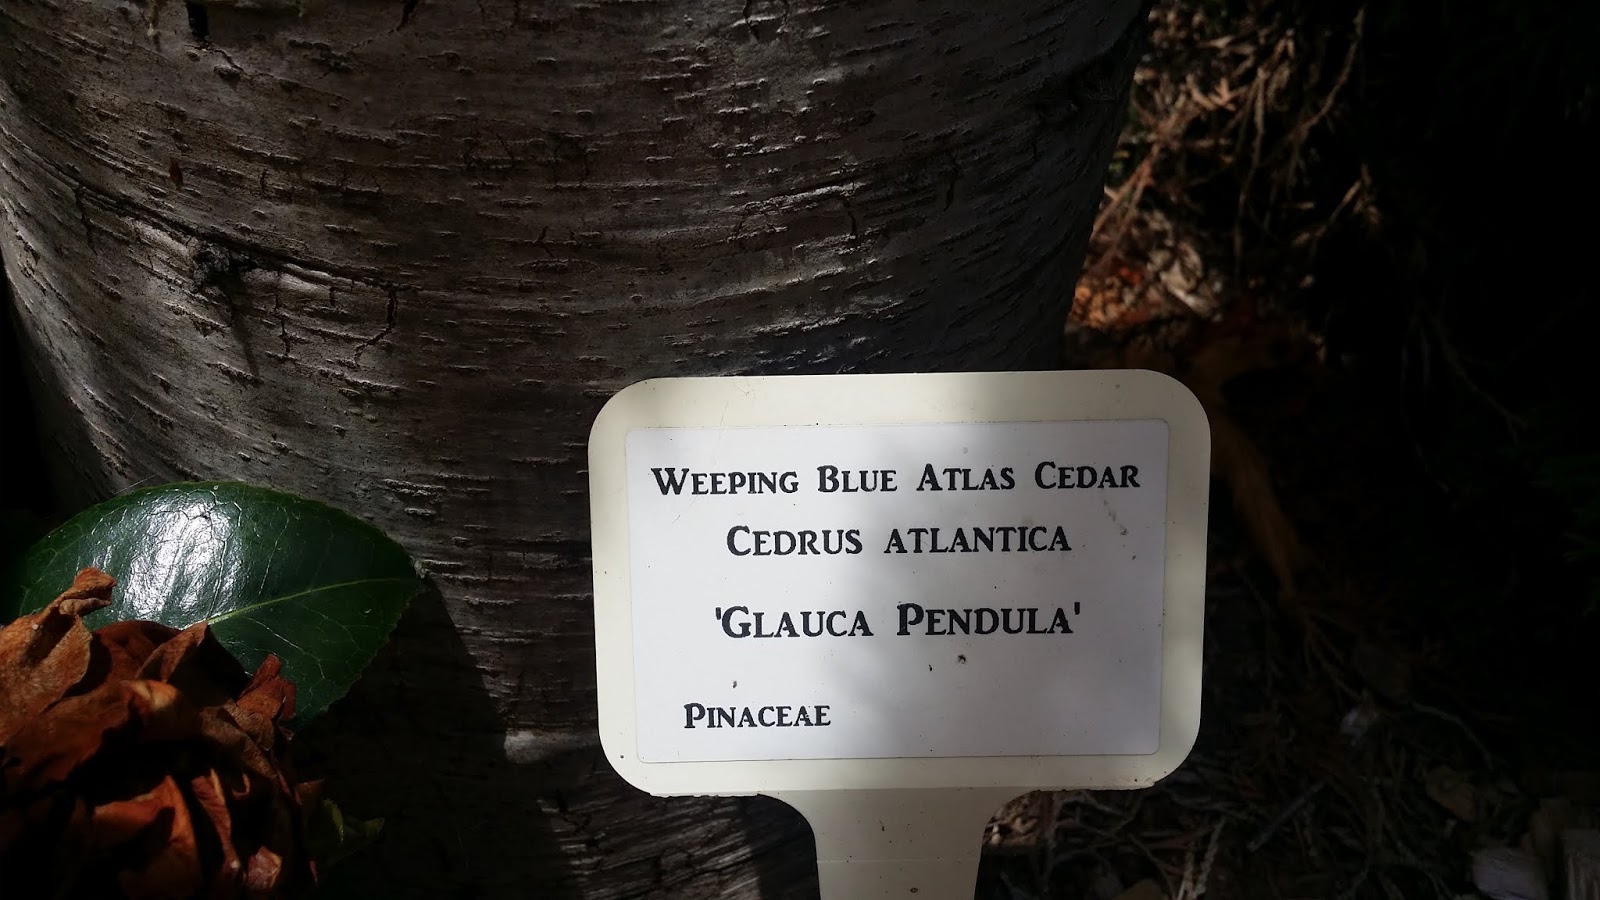 Weeping Blue Atlas Cedar
Cedrus atlantica
'Glauca Pendula'
Pinaceae